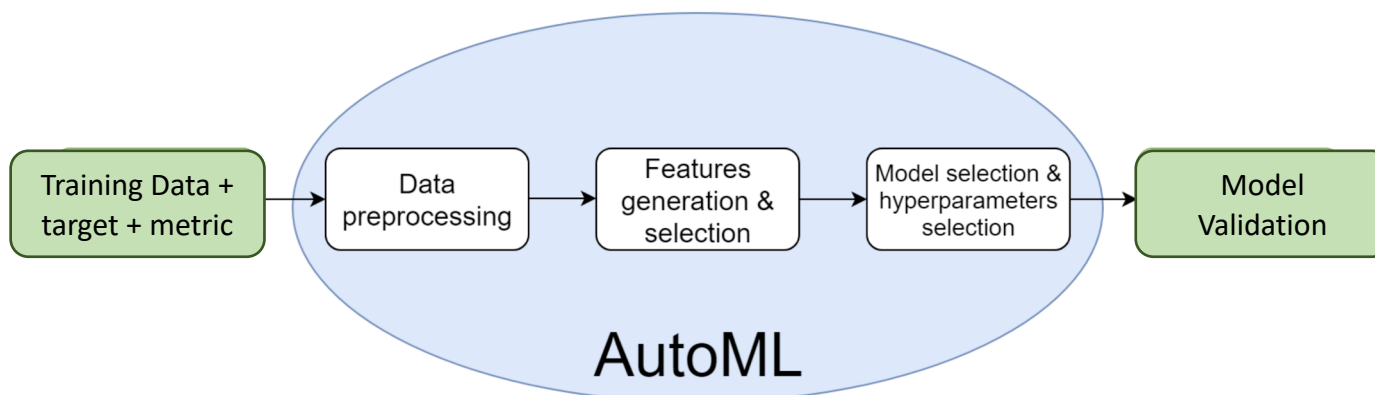 Training Data +
target + metric
Data
preprocessing
Features
generation &
selection
Model selection &
hyperparameters
selection
Model
Validation
AutoML